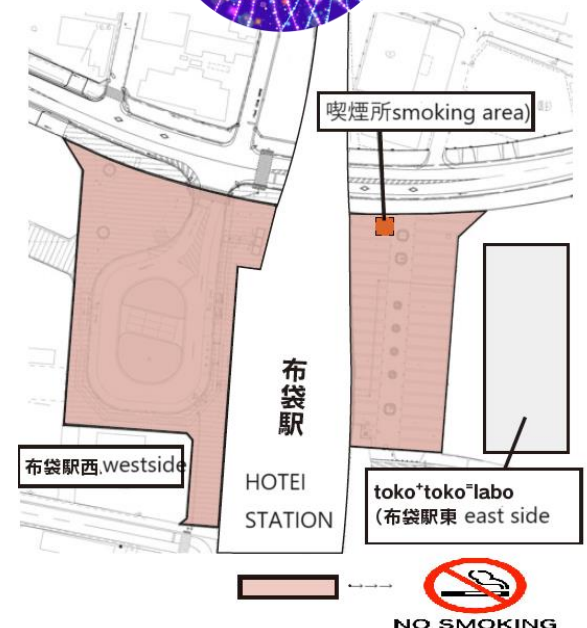 喫煙所smoking area)
布袋駅
HOTEI
STATION
布袋駅西,westside
toko⁺toko⁼labo
(布袋駅東 east side
NO SMOKING